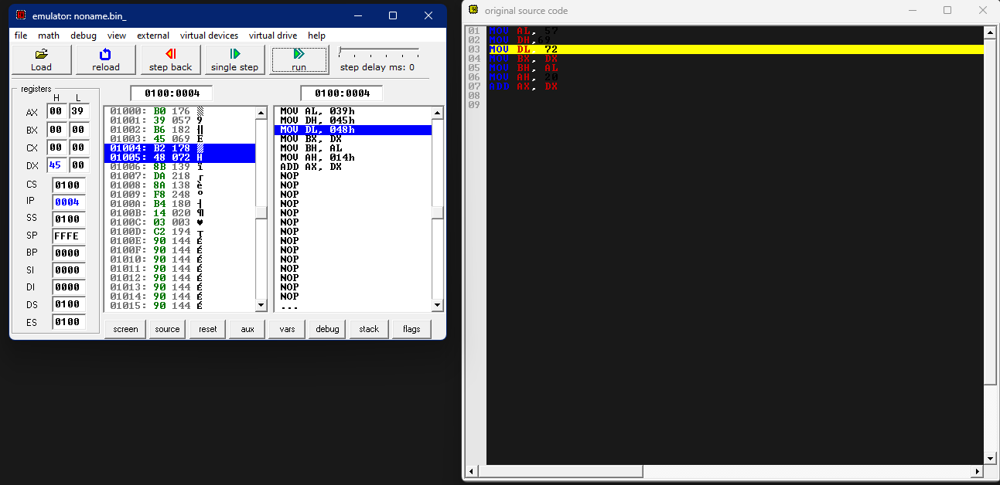 emulator: noname.bin_
file math debug view external virtual devices virtual drive help
Load reload step back single step run step delay ms: 0
registers
H L
0100:0004 0100:0004
AX 00 39
BX 00 00
CX 00 00
DX 45 00
CS 0100
IP 0004
SS 0100
SP FFFE
BP 0000
SI 0000
DI 0000
DS 0100
ES 0100
01000: B0 176 ▒
01001: 39 057 9
01002: B6 182 ╢
01003: 45 069 E
01004: B2 178 ▓
01005: 48 072 H
01006: 8B 139 ï
01007: DA 218 ┌
01008: 8A 138 è
01009: F8 248 °
0100A: B4 180 ┤
0100B: 14 020 ¶
0100C: 03 003 ♥
0100D: C2 194 ┬
0100E: 90 144 É
0100F: 90 144 É
01010: 90 144 É
01011: 90 144 É
01012: 90 144 É
01013: 90 144 É
01014: 90 144 É
01015: 90 144 É
MOV AL, 039h
MOV DH, 045h
MOV DL, 048h
MOV BX, DX
MOV BH, AL
MOV AH, 014h
ADD AX, DX
NOP
NOP
NOP
NOP
NOP
NOP
NOP
NOP
NOP
NOP
NOP
NOP
NOP
NOP
...
screen source reset aux vars debug stack flags
original source code
01 MOV AL, 57
02 MOV DH,69
03 MOV DL, 72
04 MOV BX, DX
05 MOV BH, AL
06 MOV AH, 20
07 ADD AX, DX
08
09